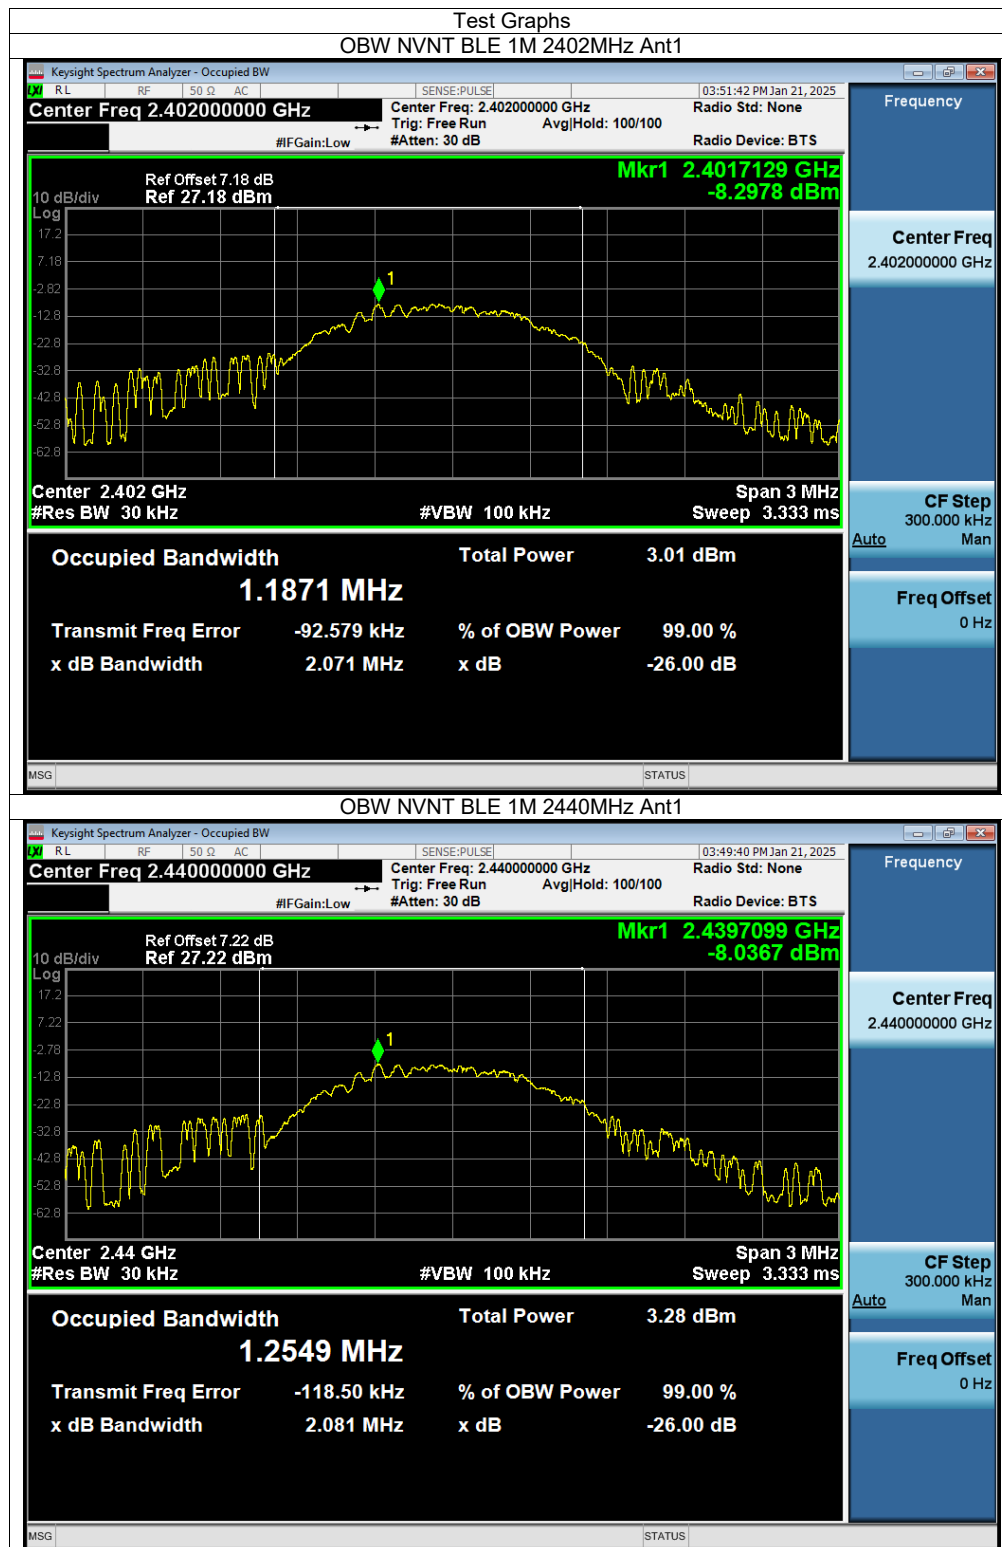 Test Graphs
OBW NVNT BLE 1M 2402MHz Ant1
Keysight Spectrum Analyzer - Occupied BW
LXI RL RF 50 Ω AC SENSE:PULSE 03:51:42 PM Jan 21, 2025
Center Freq 2.402000000 GHz
Center Freq: 2.402000000 GHz Radio Std: None
Trig: Free Run Avg|Hold: 100/100
#IFGain:Low #Atten: 30 dB Radio Device: BTS
Frequency
Mkr1 2.4017129 GHz
-8.2978 dBm
Ref Offset 7.18 dB
10 dB/div Ref 27.18 dBm
Log
17.2
7.18
-2.82
-12.8
-22.8
-32.8
-42.8
-52.8
-62.8
1
Center 2.402 GHz Span 3 MHz
#Res BW 30 kHz #VBW 100 kHz Sweep 3.333 ms
Center Freq
2.402000000 GHz
CF Step
300.000 kHz
Auto Man
Freq Offset
0 Hz
Occupied Bandwidth Total Power 3.01 dBm
1.1871 MHz
Transmit Freq Error -92.579 kHz % of OBW Power 99.00 %
x dB Bandwidth 2.071 MHz x dB -26.00 dB
MSG STATUS
OBW NVNT BLE 1M 2440MHz Ant1
Keysight Spectrum Analyzer - Occupied BW
LXI RL RF 50 Ω AC SENSE:PULSE 03:49:40 PM Jan 21, 2025
Center Freq 2.440000000 GHz
Center Freq: 2.440000000 GHz Radio Std: None
Trig: Free Run Avg|Hold: 100/100
#IFGain:Low #Atten: 30 dB Radio Device: BTS
Frequency
Mkr1 2.4397099 GHz
-8.0367 dBm
Ref Offset 7.22 dB
10 dB/div Ref 27.22 dBm
Log
17.2
7.22
-2.78
-12.8
-22.8
-32.8
-42.8
-52.8
-62.8
1
Center 2.44 GHz Span 3 MHz
#Res BW 30 kHz #VBW 100 kHz Sweep 3.333 ms
Center Freq
2.440000000 GHz
CF Step
300.000 kHz
Auto Man
Freq Offset
0 Hz
Occupied Bandwidth Total Power 3.28 dBm
1.2549 MHz
Transmit Freq Error -118.50 kHz % of OBW Power 99.00 %
x dB Bandwidth 2.081 MHz x dB -26.00 dB
MSG STATUS